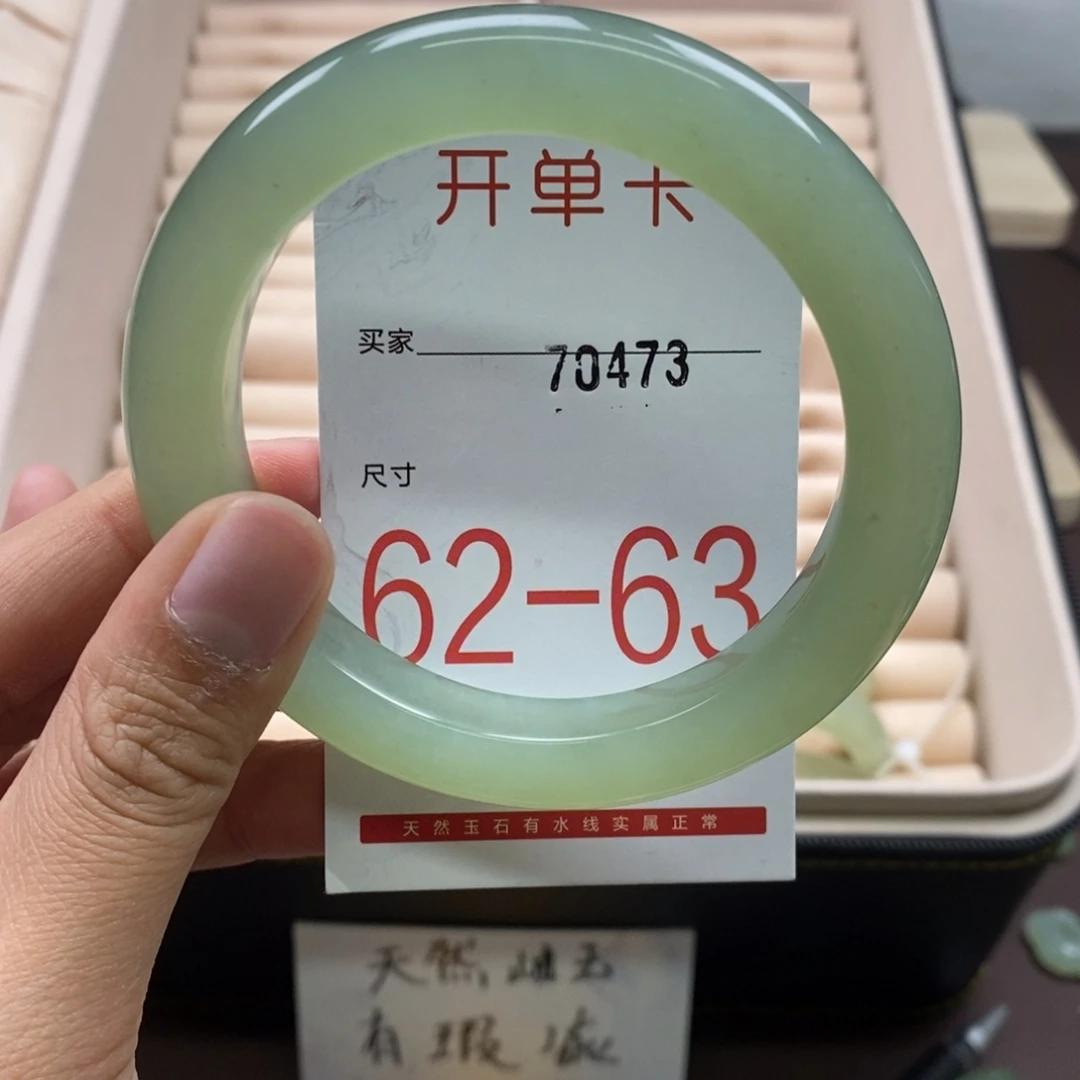 开单卡
买家 70473
尺寸
62-63
天然玉石有水线实属正常
天然岫玉
有瑕疵